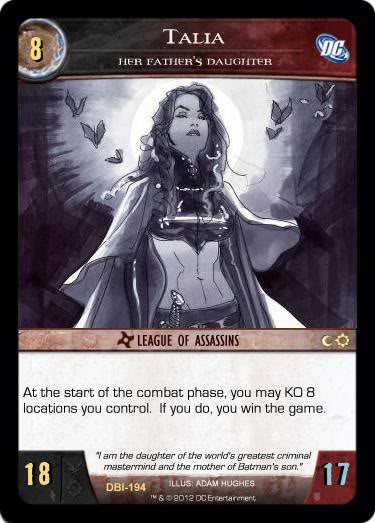 8
TALIA
HER FATHER'S DAUGHTER
DC
LEAGUE OF ASSASSINS
At the start of the combat phase, you may KO 8
locations you control. If you do, you win the game.
"I am the daughter of the world's greatest criminal
mastermind and the mother of Batman's son."
18
DBI-194
ILLUS: ADAM HUGHES
17
™ & © 2012 DC Entertainment